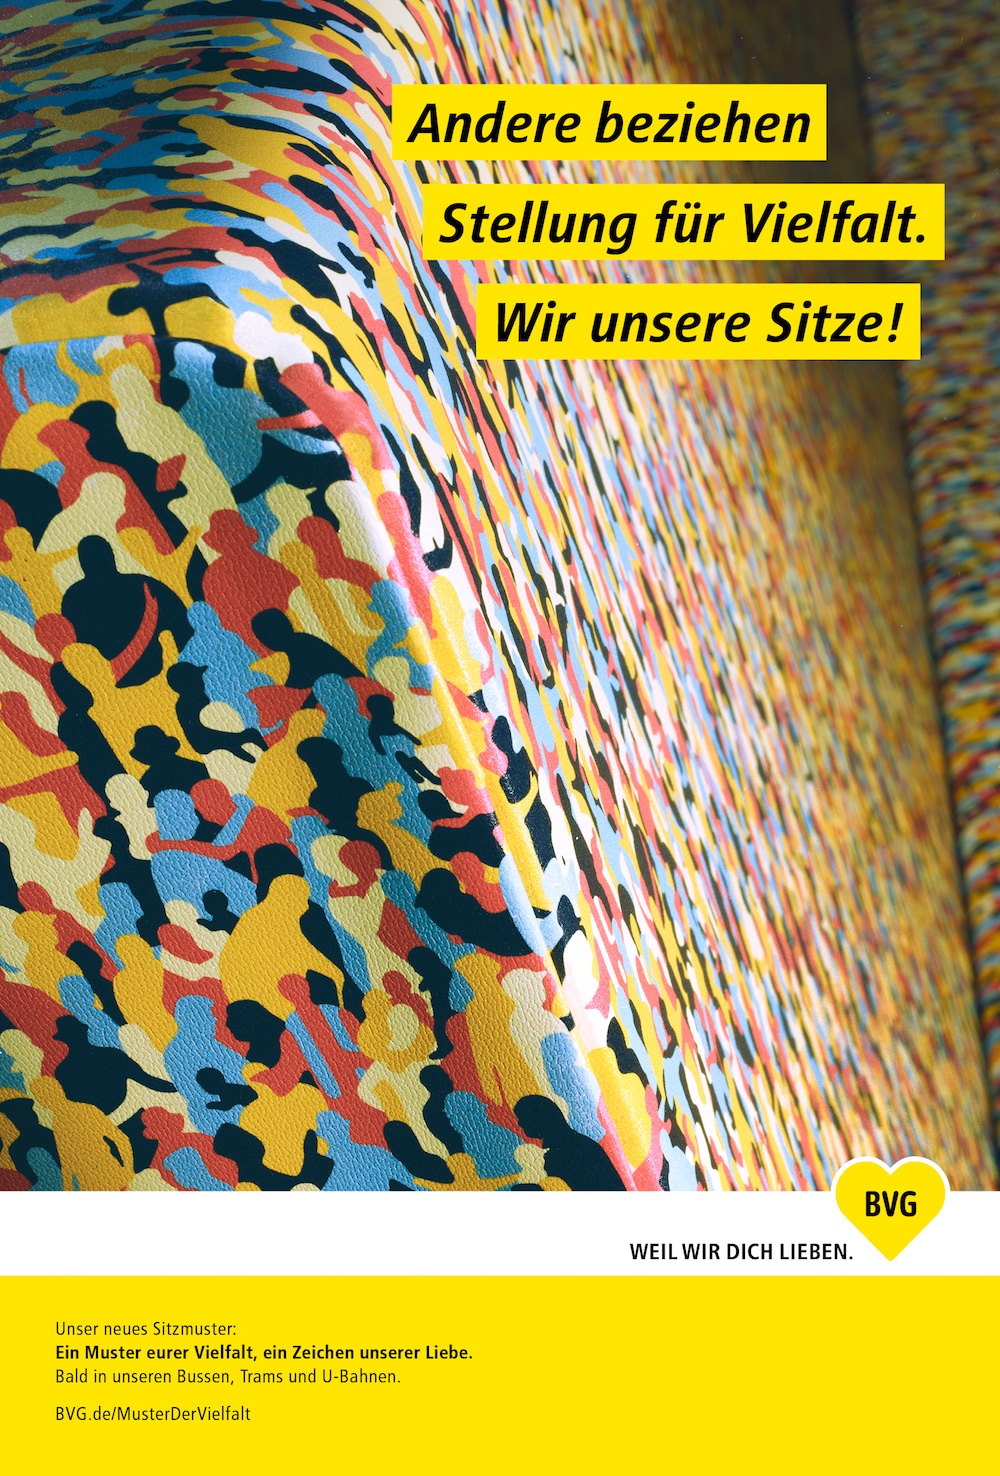 Andere beziehen
Stellung für Vielfalt.
Wir unsere Sitze!
BVG
WEIL WIR DICH LIEBEN.
Unser neues Sitzmuster:
Ein Muster eurer Vielfalt, ein Zeichen unserer Liebe.
Bald in unseren Bussen, Trams und U-Bahnen.
BVG.de/MusterDerVielfalt